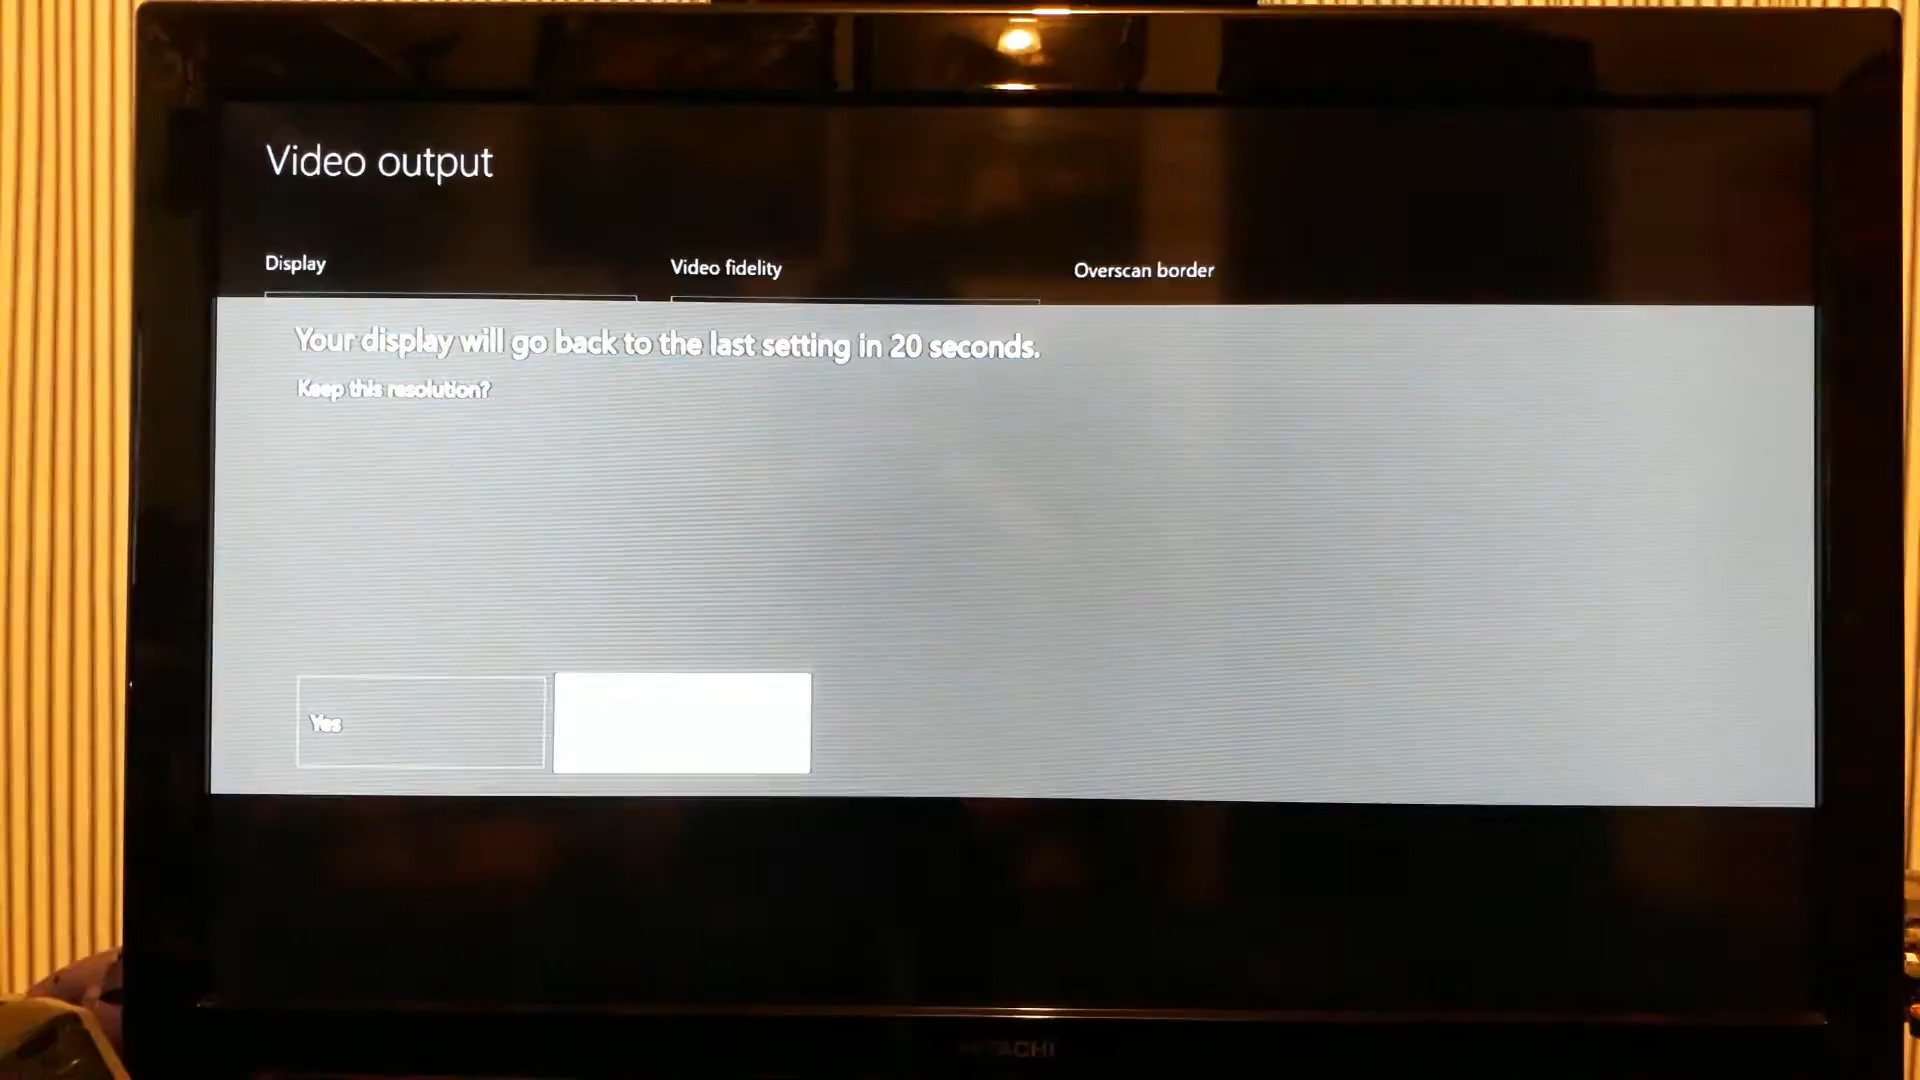 Video output
Display
Video fidelity
Overscan border
Your display will go back to the last setting in 20 seconds.
Keep this resolution?
Yes
HITACHI